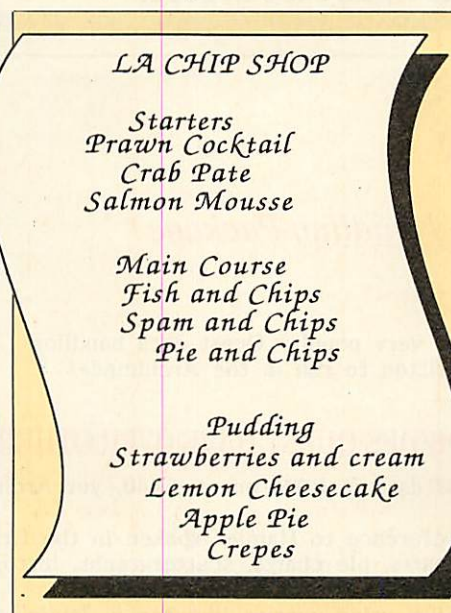 LA CHIP SHOP
Starters
Prawn Cocktail
Crab Pate
Salmon Mousse
Main Course
Fish and Chips
Spam and Chips
Pie and Chips
Pudding
Strawberries and cream
Lemon Cheesecake
Apple Pie
Crepes